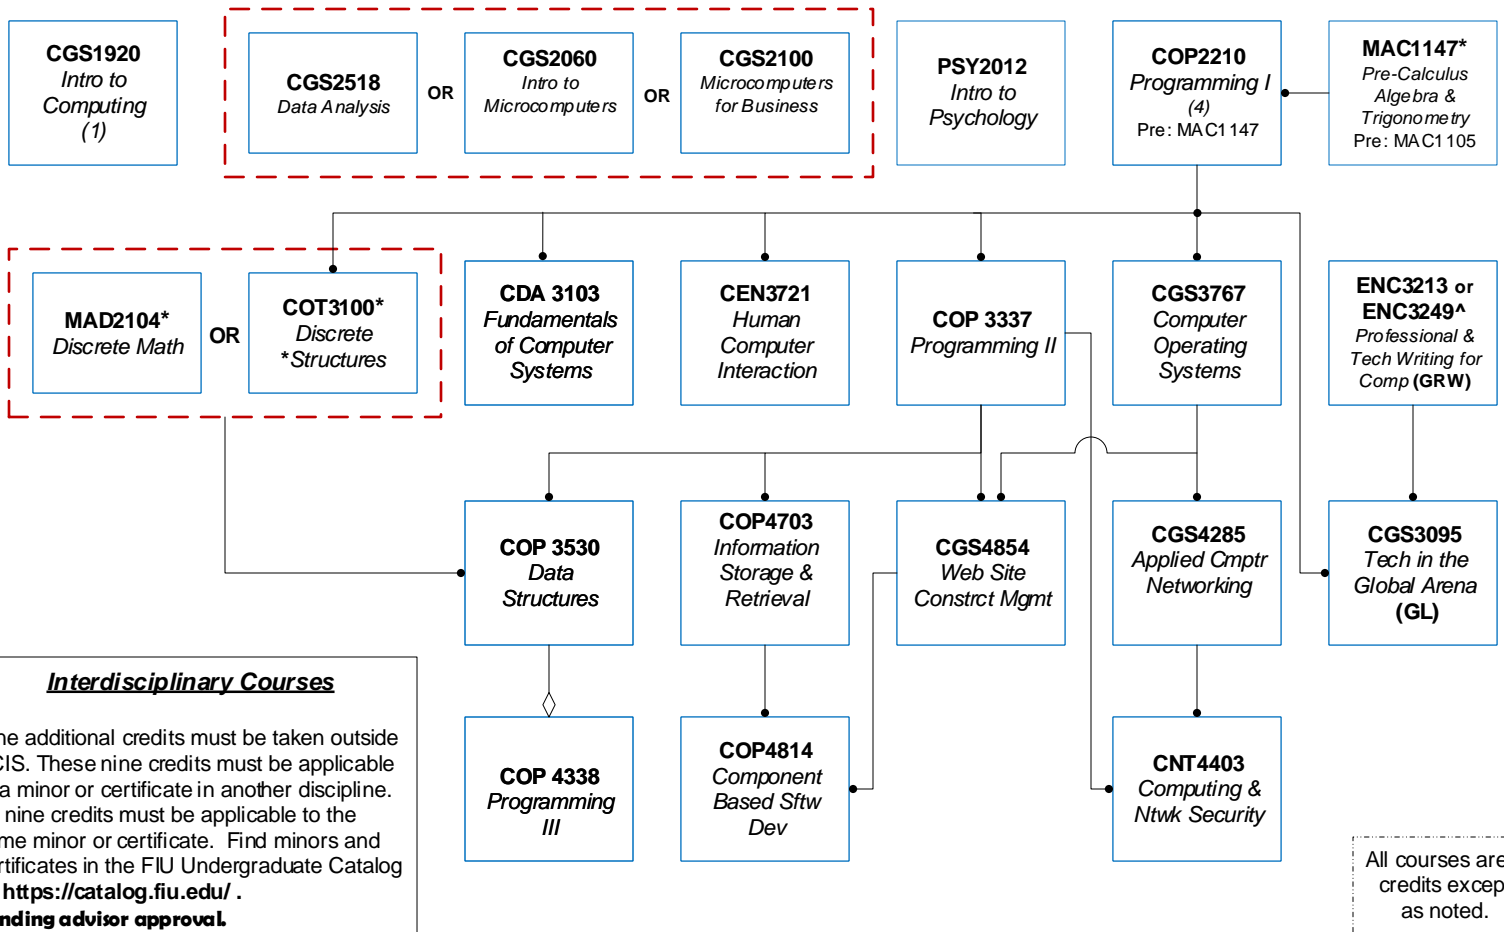 CGS1920
Intro to
Computing
(1)
CGS2518
Data Analysis
OR
CGS2060
Intro to
Microcomputers
OR
CGS2100
Microcomputers
for Business
PSY2012
Intro to
Psychology
COP2210
Programming I
(4)
Pre: MAC1147
MAC1147*
Pre-Calculus
Algebra &
Trigonometry
Pre: MAC1105
MAD2104*
Discrete Math
OR
COT3100*
Discrete
*Structures
CDA 3103
Fundamentals
of Computer
Systems
CEN3721
Human
Computer
Interaction
COP 3337
Programming II
CGS3767
Computer
Operating
Systems
ENC3213 or
ENC3249^
Professional &
Tech Writing for
Comp (GRW)
COP 3530
Data
Structures
COP4703
Information
Storage &
Retrieval
CGS4854
Web Site
Constrct Mgmt
CGS4285
Applied Cmptr
Networking
CGS3095
Tech in the
Global Arena
(GL)
Interdisciplinary Courses
ne additional credits must be taken outside
CIS. These nine credits must be applicable
a minor or certificate in another discipline.
nine credits must be applicable to the
me minor or certificate. Find minors and
rtificates in the FIU Undergraduate Catalog
https://catalog.fiu.edu/ .
nding advisor approval.
COP 4338
Programming
III
COP4814
Component
Based Sftw
Dev
CNT4403
Computing &
Ntwk Security
All courses are
credits excep
as noted.